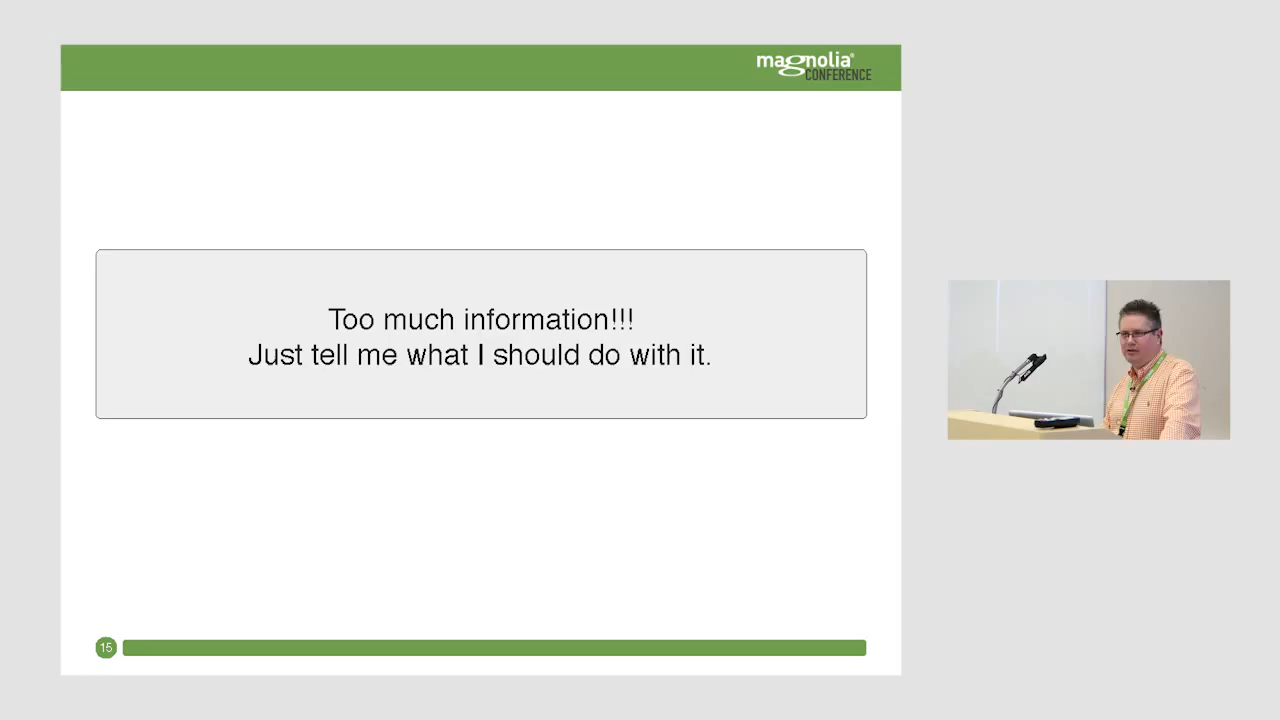 magnolia®
CONFERENCE
Too much information!!!
Just tell me what I should do with it.
15